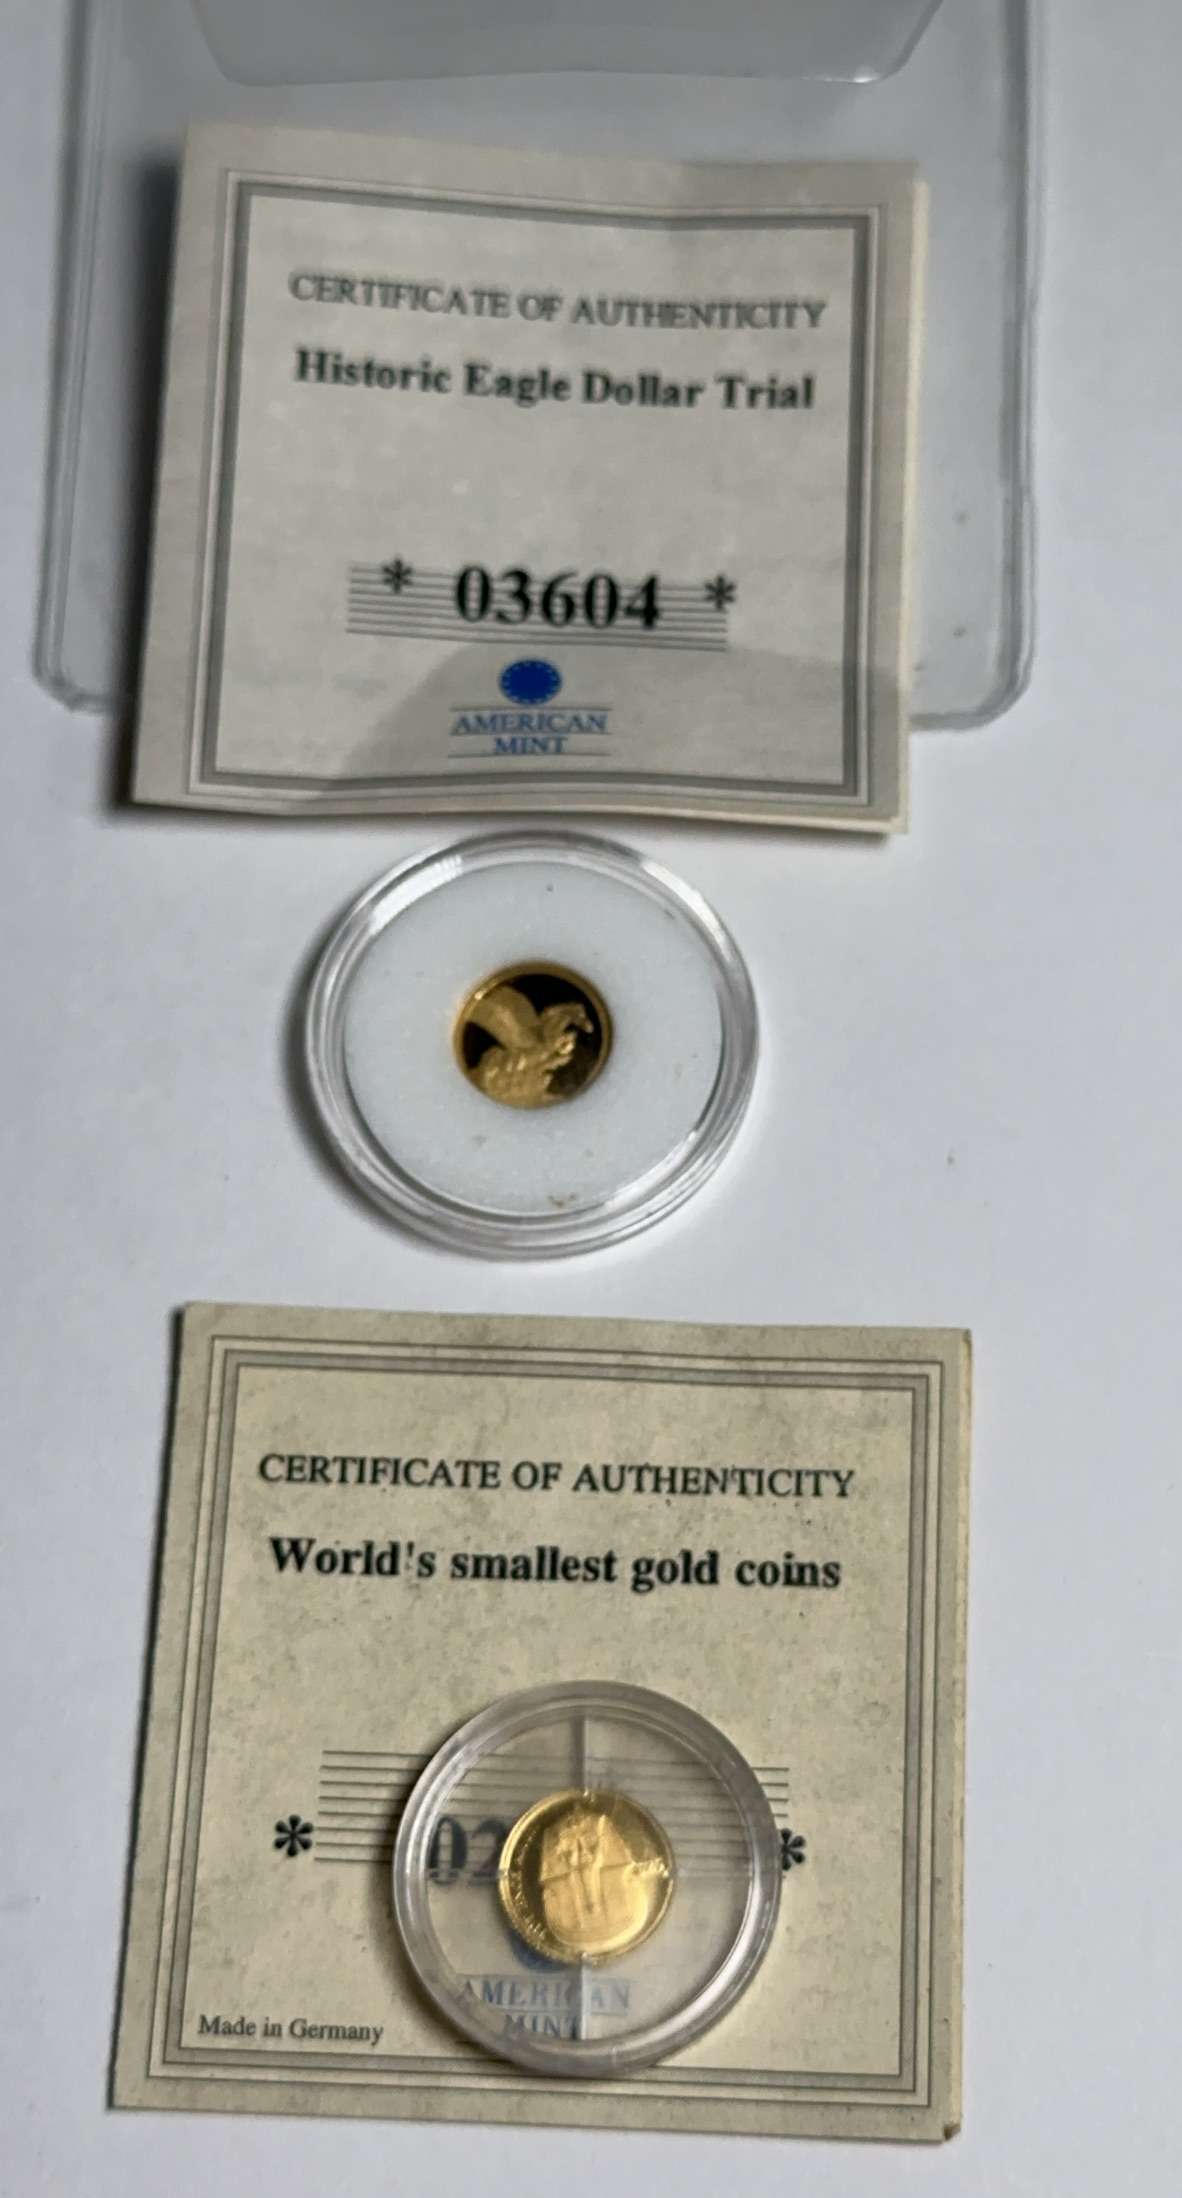 CERTIFICATE OF AUTHENTICITY
Historic Eagle Dollar Trial
* 03604 *
AMERICAN
MINT
CERTIFICATE OF AUTHENTICITY
World's smallest gold coins
* 02 *
AMERICAN
MINT
Made in Germany